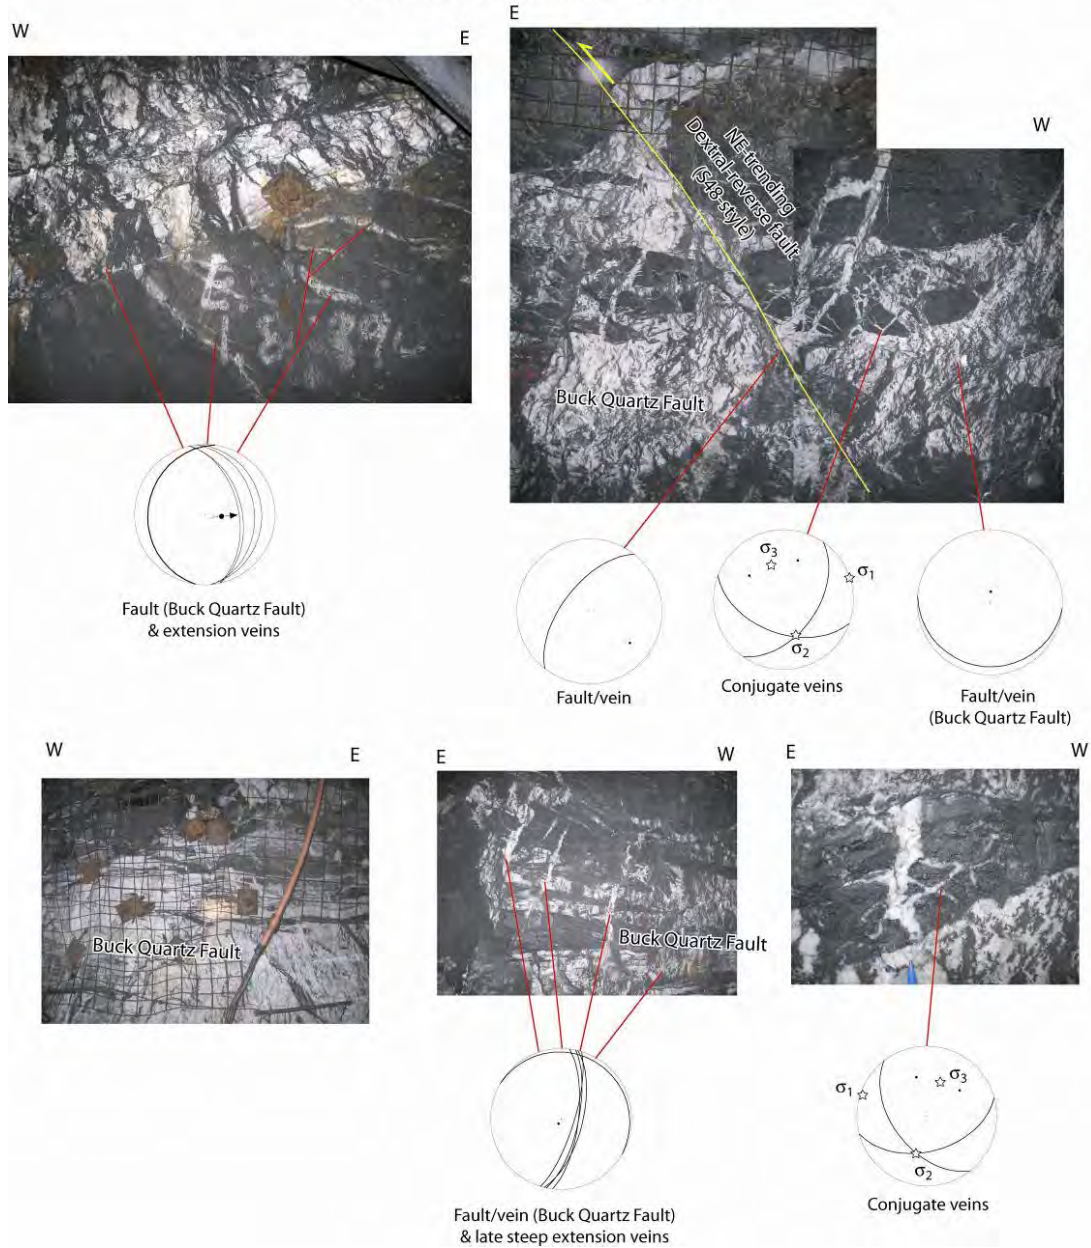 W
E
E
W
NE-trending
Dextral-reverse fault
(S48-style)
Buck Quartz Fault
Fault (Buck Quartz Fault)
& extension veins
Fault/vein
σ3
σ1
σ2
Conjugate veins
Fault/vein
(Buck Quartz Fault)
W
E
Buck Quartz Fault
E
W
Buck Quartz Fault
Fault/vein (Buck Quartz Fault)
& late steep extension veins
E
W
σ1
σ3
σ2
Conjugate veins